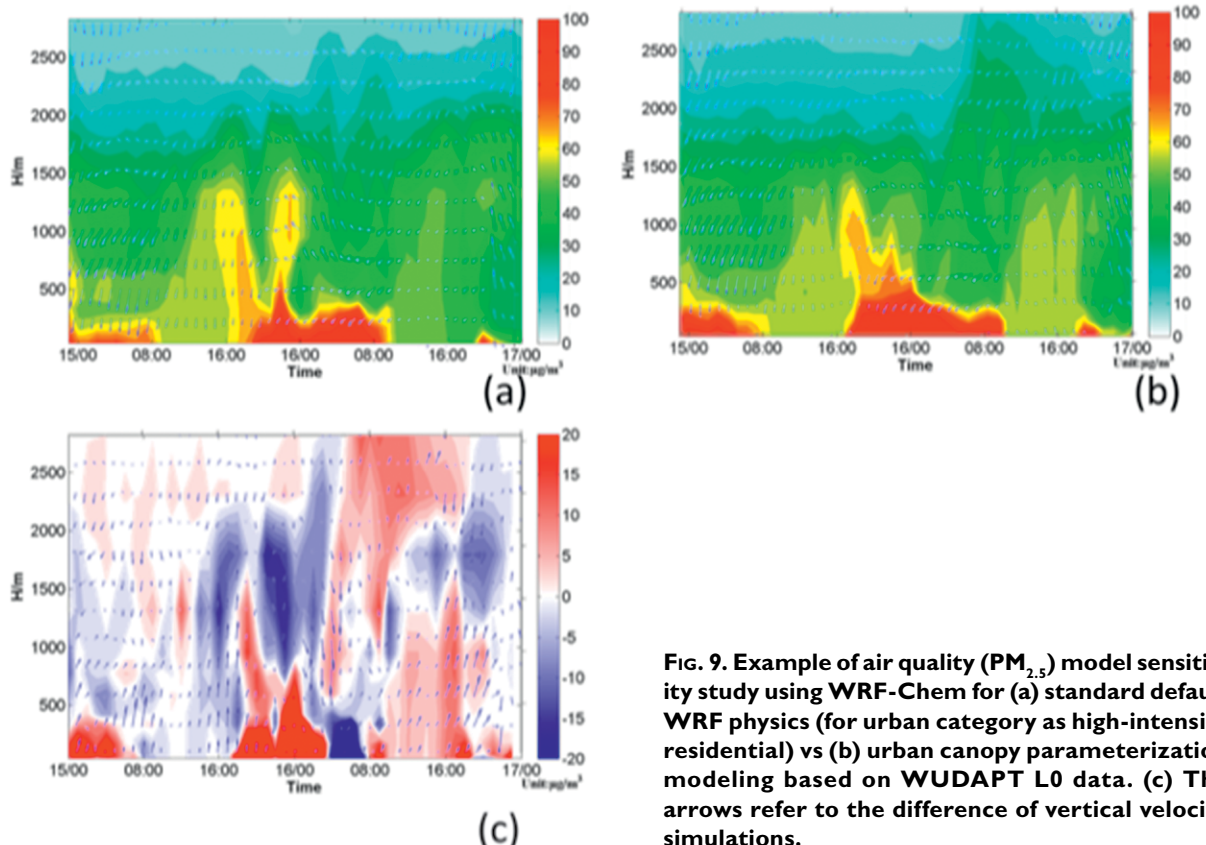 100
90
80
70
60
50
40
30
20
10
0
2500
2000
1500
1000
500
H/m
15/00 08:00 16:00 16/00 08:00 16:00 17/00
Time
Unit:μg/m³
(a)
100
90
80
70
60
50
40
30
20
10
0
2500
2000
1500
1000
500
H/m
15/00 08:00 16:00 16/00 08:00 16:00 17/00
Time
Unit:μg/m³
(b)
20
15
10
5
0
-5
-10
-15
-20
2500
2000
1500
1000
500
H/m
15/00 08:00 16:00 16/00 08:00 16:00 17/00
Time
(c)
FIG. 9. Example of air quality (PM2.5) model sensitiv
ity study using WRF-Chem for (a) standard defaul
WRF physics (for urban category as high-intensi
residential) vs (b) urban canopy parameterizatio
modeling based on WUDAPT L0 data. (c) Th
arrows refer to the difference of vertical veloci
simulations.